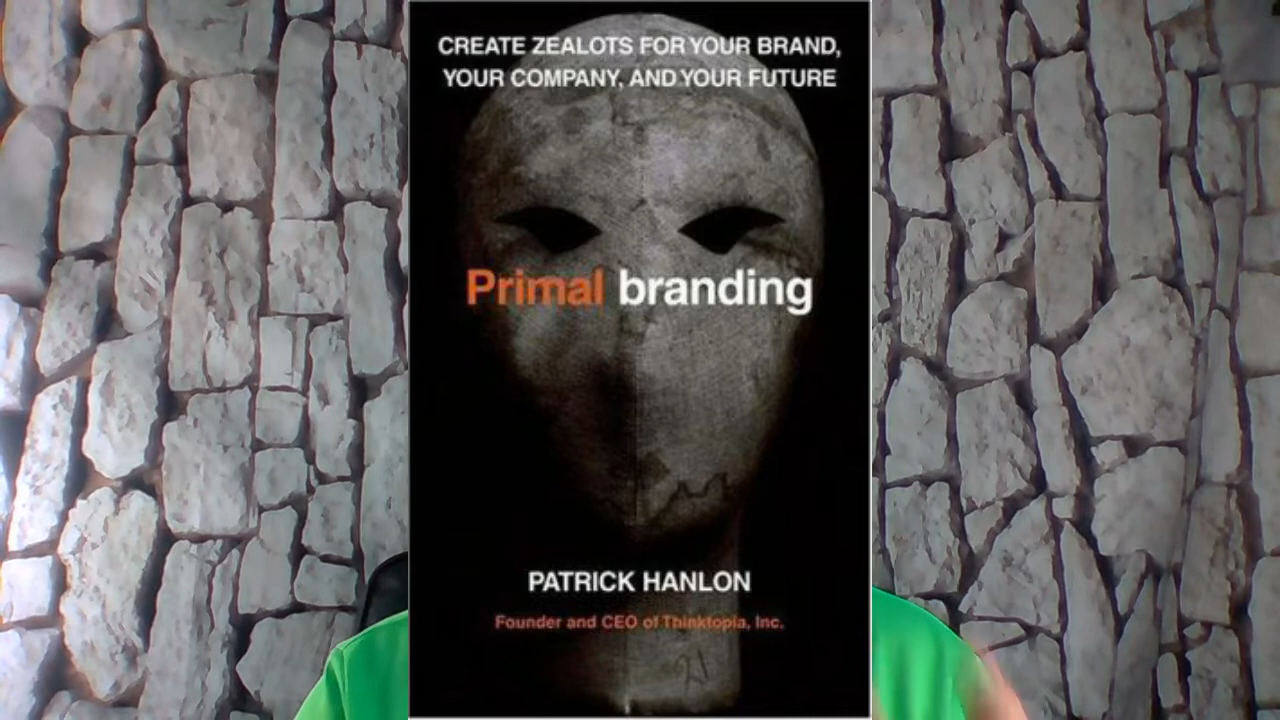 CREATE ZEALOTS FOR YOUR BRAND,
YOUR COMPANY, AND YOUR FUTURE
Primal branding
PATRICK HANLON
Founder and CEO of Thinktopia, Inc.
21